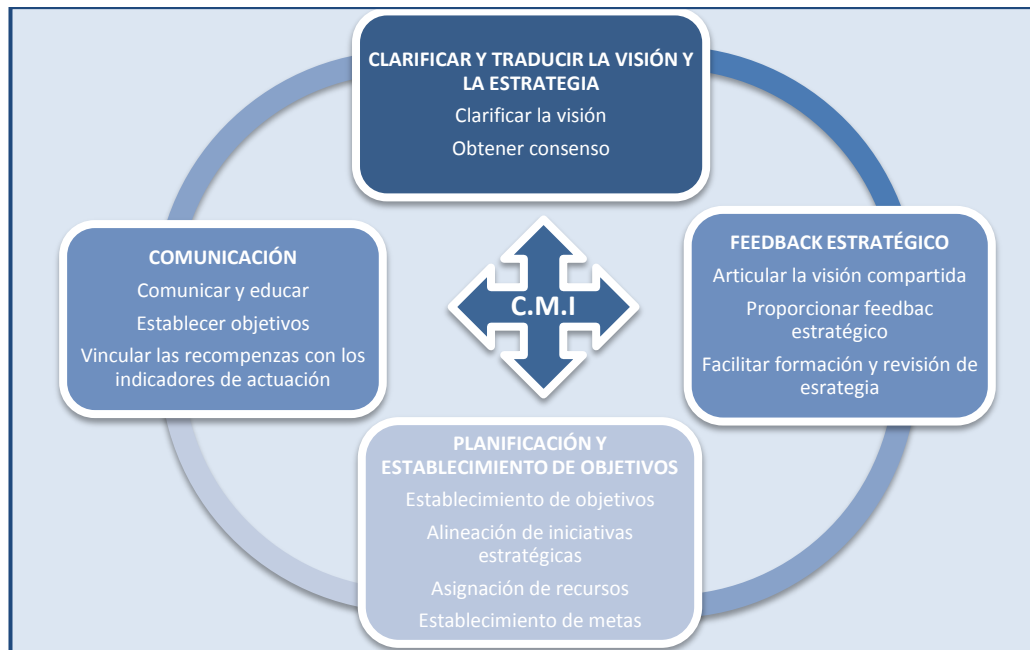 CLARIFICAR Y TRADUCIR LA VISIÓN Y
LA ESTRATEGIA
Clarificar la visión
Obtener consenso
COMUNICACIÓN
Comunicar y educar
Establecer objetivos
Vincular las recompenzas con los
indicadores de actuación
C.M.I
FEEDBACK ESTRATÉGICO
Articular la visión compartida
Proporcionar feedbac
estratégico
Facilitar formación y revisión de
esrategia
PLANIFICACIÓN Y
ESTABLECIMIENTO DE OBJETIVOS
Establecimiento de objetivos
Alineación de iniciativas
estratégicas
Asignación de recursos
Establecimiento de metas